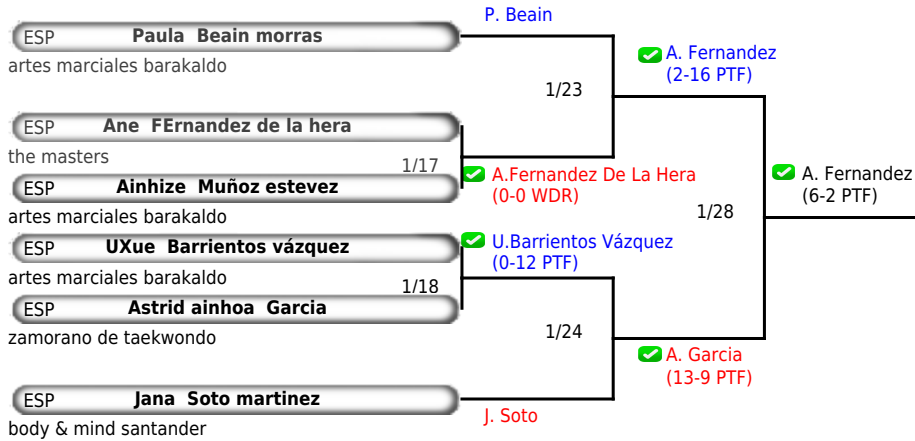 P. Beain
ESP Paula Beain morras
artes marciales barakaldo
A. Fernandez
(2-16 PTF)
1/23
ESP Ane FErnandez de la hera
the masters
1/17
A.Fernandez De La Hera
(0-0 WDR)
ESP Ainhize Muñoz estevez
artes marciales barakaldo
A. Fernandez
(6-2 PTF)
1/28
ESP UXue Barrientos vázquez
artes marciales barakaldo
U.Barrientos Vázquez
(0-12 PTF)
1/18
ESP Astrid ainhoa Garcia
zamorano de taekwondo
1/24
A. Garcia
(13-9 PTF)
ESP Jana Soto martinez
body & mind santander
J. Soto